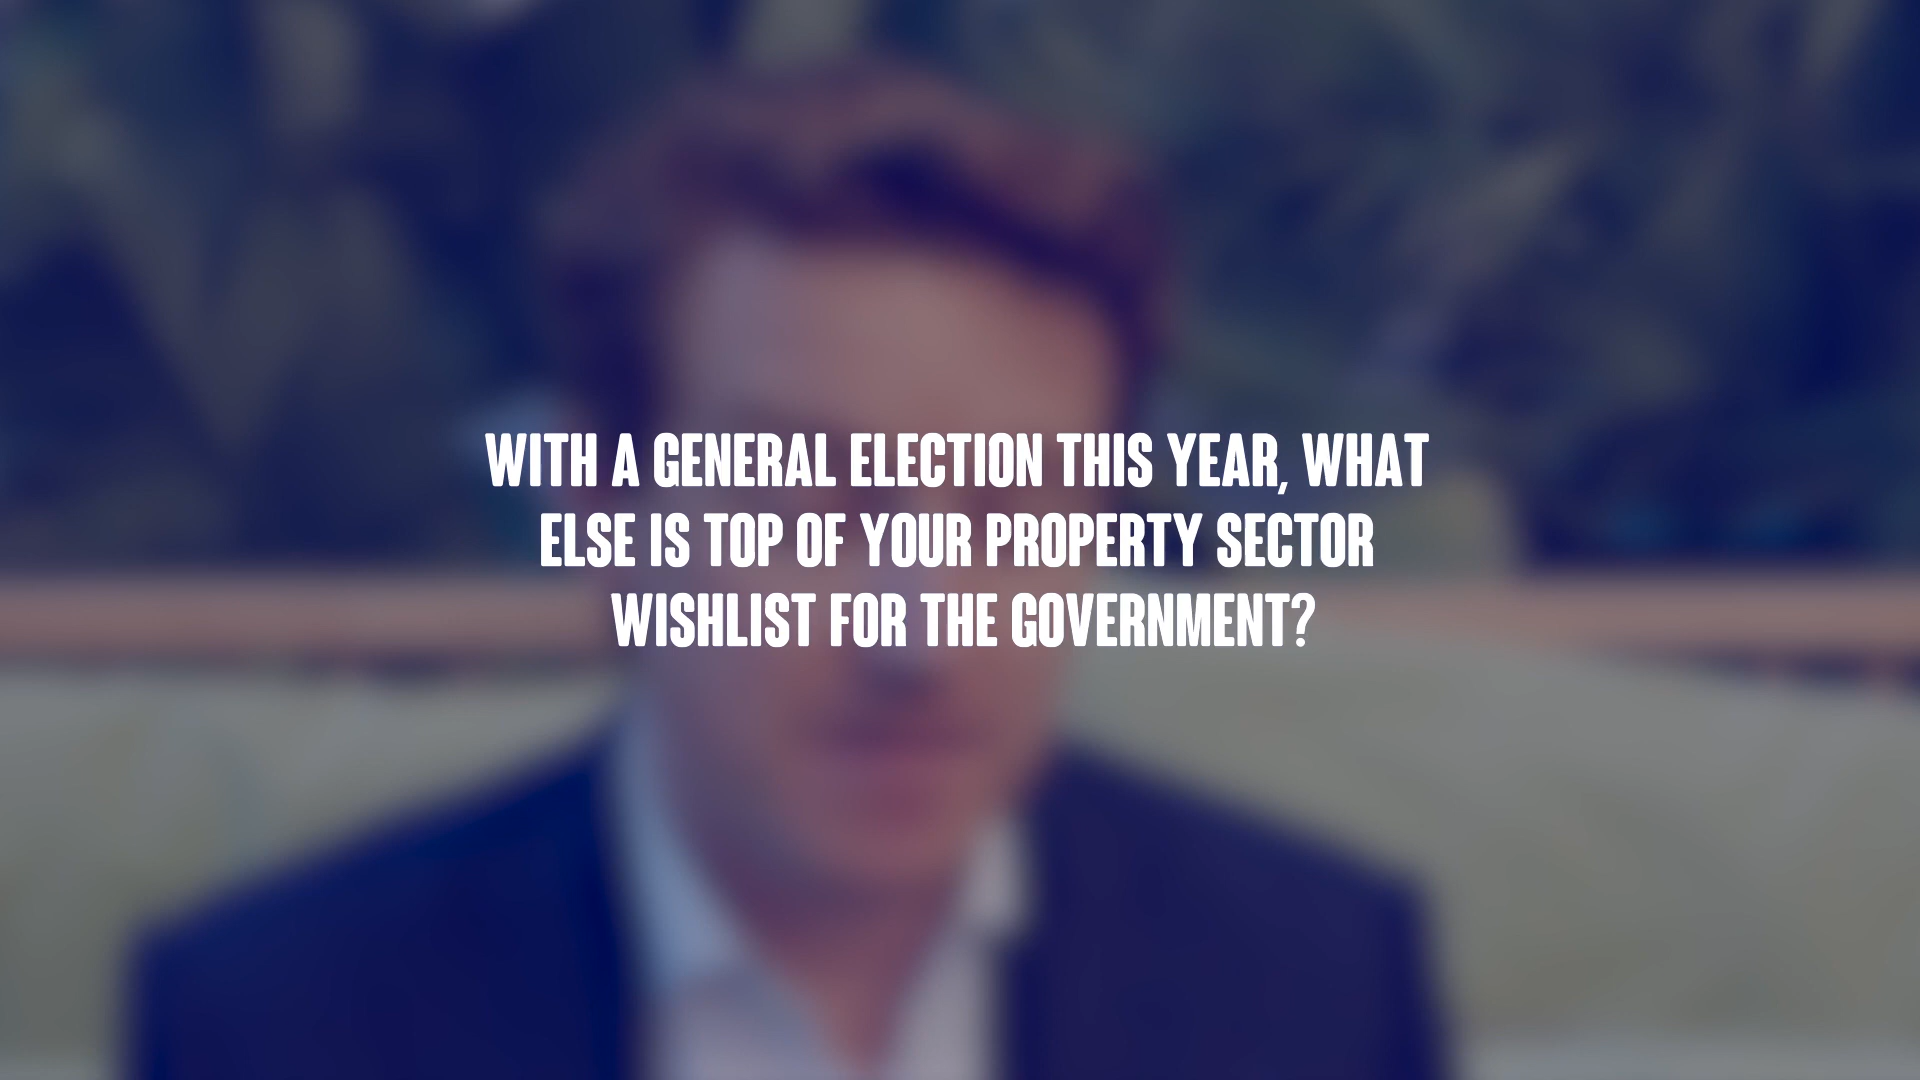 WITH A GENERAL ELECTION THIS YEAR, WHAT
ELSE IS TOP OF YOUR PROPERTY SECTOR
WISHLIST FOR THE GOVERNMENT?